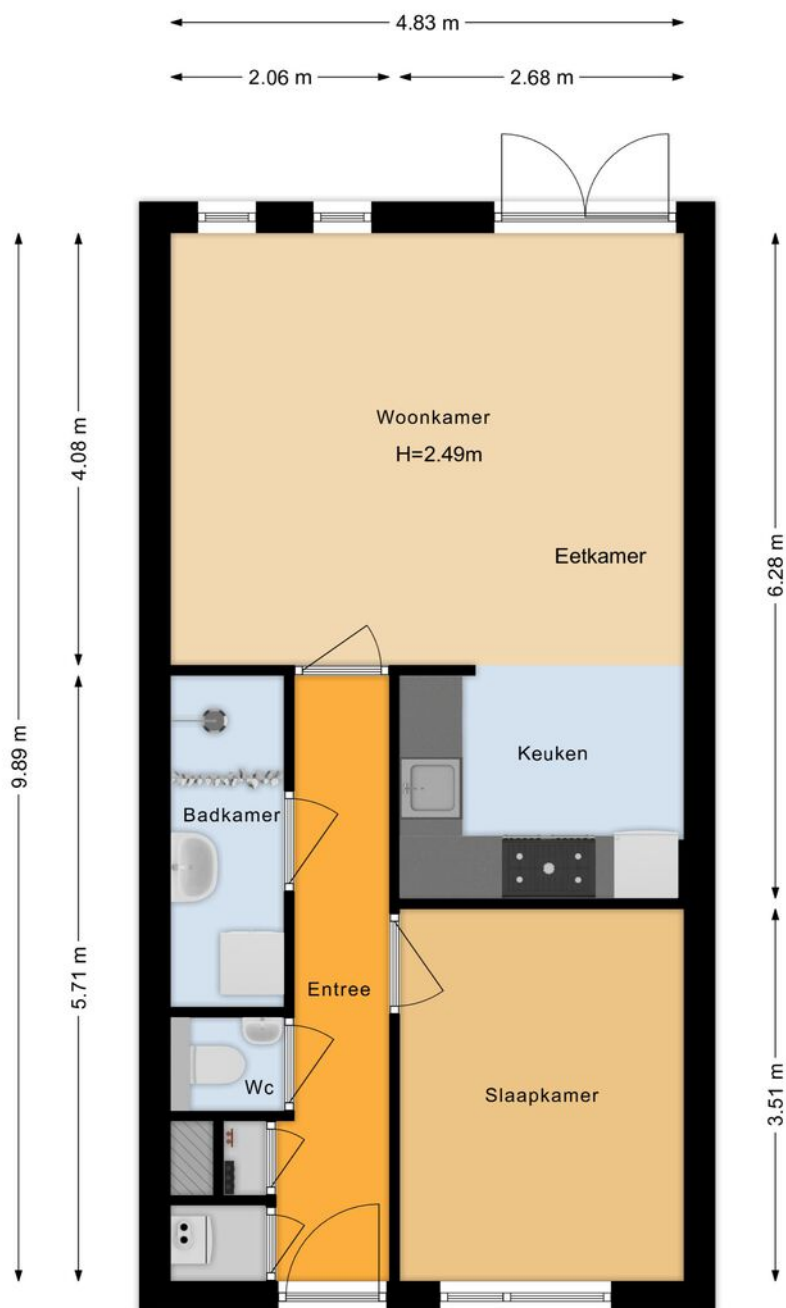 4.83 m
2.06 m
2.68 m
4.08 m
9.89 m
5.71 m
6.28 m
3.51 m
Woonkamer
H=2.49m
Eetkamer
Keuken
Badkamer
Entree
Wc
Slaapkamer